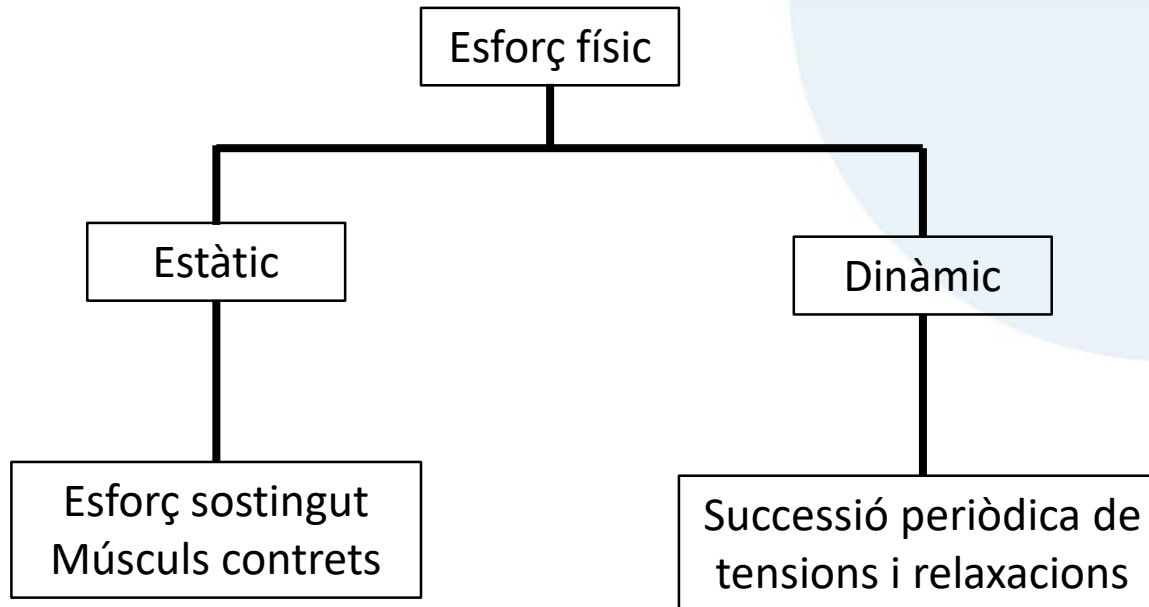 Esforç físic
Estàtic
Dinàmic
Esforç sostingut
Músculs contrets
Successió periòdica de
tensions i relaxacions